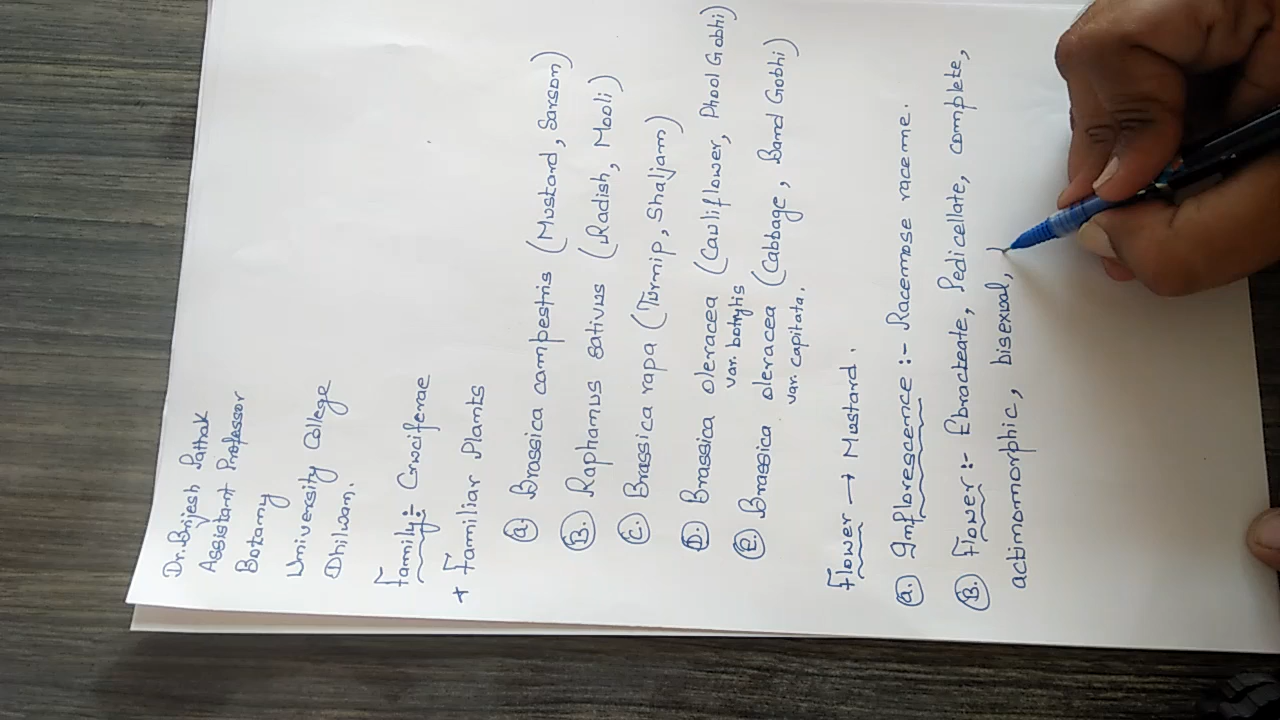 Dr. Brijesh Pathak
Assistant Professor
Botany
University College
Dhilwan.
Family:- Cruciferae
* Familiar Plants
(a) Brassica compestris (Mustard, Sarson)
(B.) Raphanus sativus (Radish, Mooli)
(C.) Brassica rapa (Turnip, Shaljam)
(D.) Brassica oleracea (Cauliflower, Phool Gobhi)
var. botrytis
(E.) Brassica oleracea (Cabbage, Band Gobhi)
var. capitata.
Flower → Mustard.
(a.) Inflorescence:- Racemose raceme.
(B.) Flower:- Ebracteate, Pedicellate, complete,
actinomorphic, bisexual,